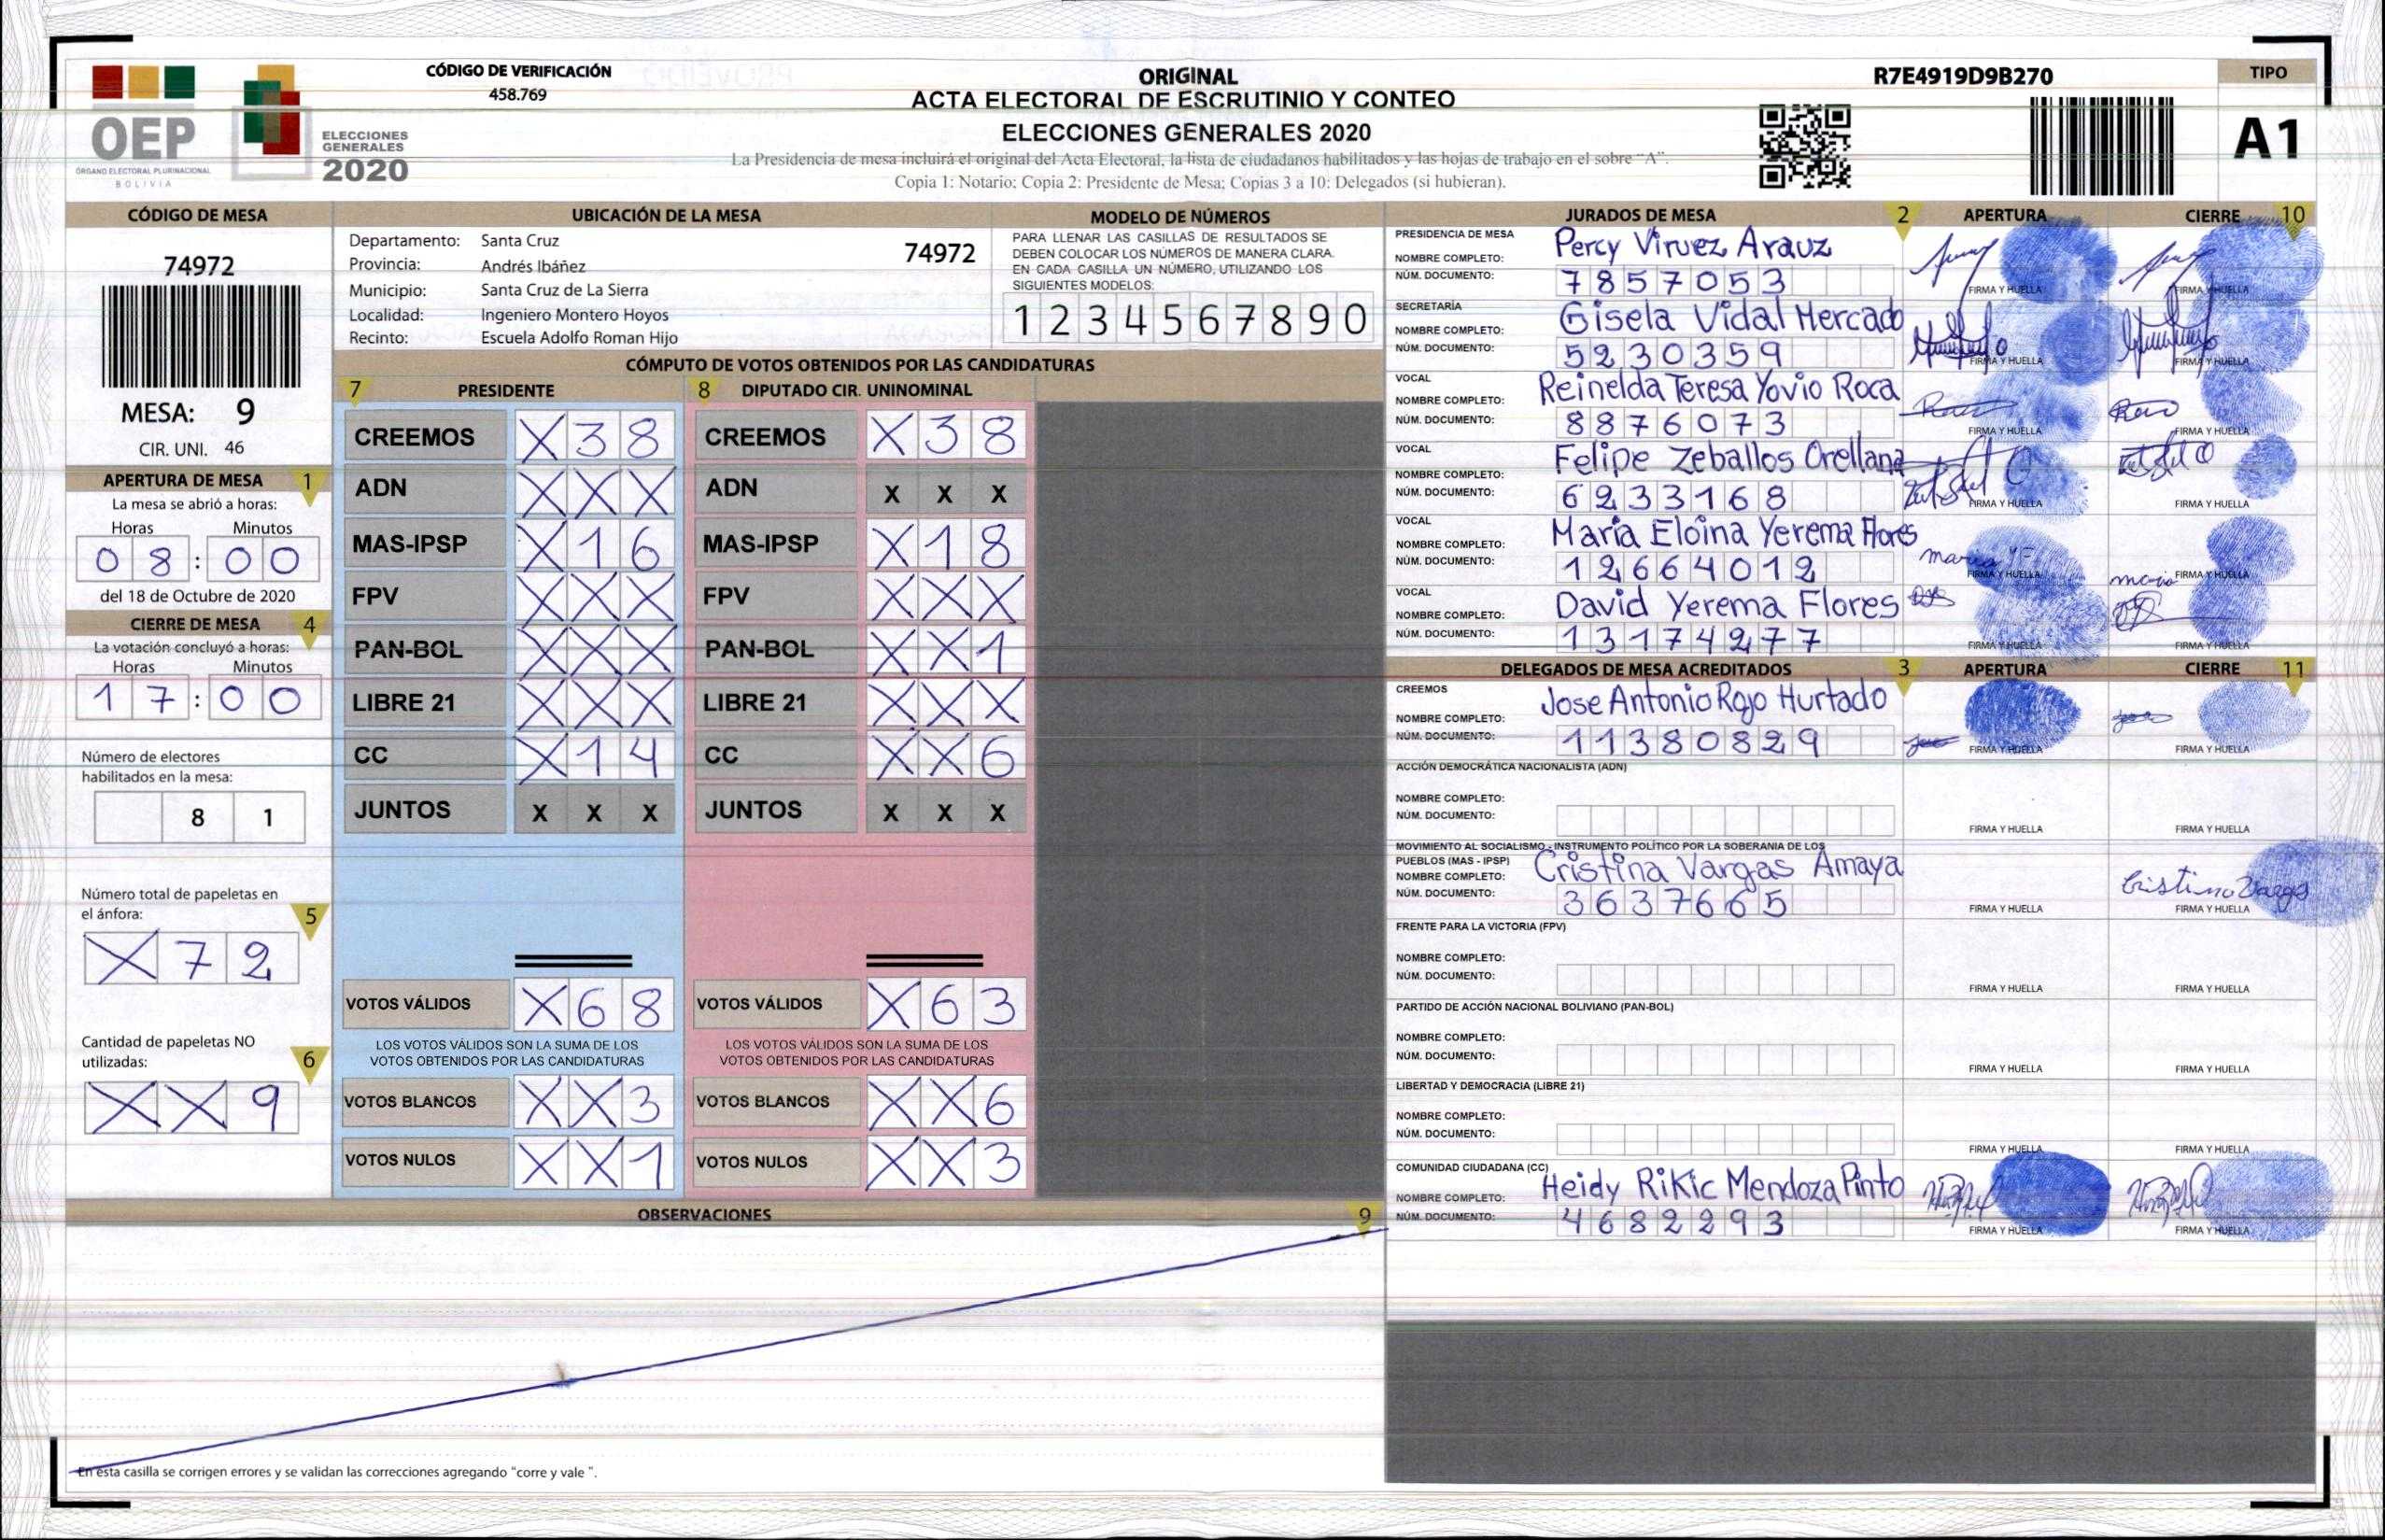 OEP
ÓRGANO ELECTORAL PLURINACIONAL
BOLIVIA
ELECCIONES
GENERALES
2020
CÓDIGO DE VERIFICACIÓN
458.769
ORIGINAL
ACTA ELECTORAL DE ESCRUTINIO Y CONTEO
ELECCIONES GENERALES 2020
La Presidencia de mesa incluirá el original del Acta Electoral, la lista de ciudadanos habilitados y las hojas de trabajo en el sobre "A".
Copia 1: Notario; Copia 2: Presidente de Mesa; Copias 3 a 10: Delegados (si hubieran).
R7E4919D9B270
TIPO
A1
CÓDIGO DE MESA
74972
MESA: 9
CIR. UNI. 46
APERTURA DE MESA 1
La mesa se abrió a horas:
Horas Minutos
0 8 : 0 0
del 18 de Octubre de 2020
CIERRE DE MESA 4
La votación concluyó a horas:
Horas Minutos
1 7 : 0 0
Número de electores
habilitados en la mesa:
8 1
Número total de papeletas en
el ánfora: 5
X 7 2
Cantidad de papeletas NO
utilizadas: 6
X X 9
UBICACIÓN DE LA MESA
Departamento: Santa Cruz 74972
Provincia: Andrés Ibáñez
Municipio: Santa Cruz de La Sierra
Localidad: Ingeniero Montero Hoyos
Recinto: Escuela Adolfo Roman Hijo
MODELO DE NÚMEROS
PARA LLENAR LAS CASILLAS DE RESULTADOS SE
DEBEN COLOCAR LOS NÚMEROS DE MANERA CLARA.
EN CADA CASILLA UN NÚMERO, UTILIZANDO LOS
SIGUIENTES MODELOS:
1 2 3 4 5 6 7 8 9 0
CÓMPUTO DE VOTOS OBTENIDOS POR LAS CANDIDATURAS
7 PRESIDENTE
CREEMOS X 3 8
ADN X X X
MAS-IPSP X 1 6
FPV X X X
PAN-BOL X X X
LIBRE 21 X X X
CC X 1 4
JUNTOS X X X
VOTOS VÁLIDOS X 6 8
LOS VOTOS VÁLIDOS SON LA SUMA DE LOS
VOTOS OBTENIDOS POR LAS CANDIDATURAS
VOTOS BLANCOS X X 3
VOTOS NULOS X X 1
8 DIPUTADO CIR. UNINOMINAL
CREEMOS X 3 8
ADN X X X
MAS-IPSP X 1 8
FPV X X X
PAN-BOL X X 1
LIBRE 21 X X X
CC X X 6
JUNTOS X X X
VOTOS VÁLIDOS X 6 3
LOS VOTOS VÁLIDOS SON LA SUMA DE LOS
VOTOS OBTENIDOS POR LAS CANDIDATURAS
VOTOS BLANCOS X X 6
VOTOS NULOS X X 3
OBSERVACIONES 9
En esta casilla se corrigen errores y se validan las correcciones agregando "corre y vale ".
JURADOS DE MESA 2 APERTURA CIERRE 10
PRESIDENCIA DE MESA
NOMBRE COMPLETO: Percy Viruez Arauz
NÚM. DOCUMENTO: 7857053
FIRMA Y HUELLA FIRMA Y HUELLA
SECRETARÍA
NOMBRE COMPLETO: Gisela Vidal Mercado
NÚM. DOCUMENTO: 5230359
FIRMA Y HUELLA FIRMA Y HUELLA
VOCAL
NOMBRE COMPLETO: Reinelda Teresa Yovio Roca
NÚM. DOCUMENTO: 8876073
FIRMA Y HUELLA FIRMA Y HUELLA
VOCAL
NOMBRE COMPLETO: Felipe Zeballos Orellana
NÚM. DOCUMENTO: 6233168
FIRMA Y HUELLA FIRMA Y HUELLA
VOCAL
NOMBRE COMPLETO: María Eloina Yerema Flores
NÚM. DOCUMENTO: 12664012
FIRMA Y HUELLA FIRMA Y HUELLA
VOCAL
NOMBRE COMPLETO: David Yerema Flores
NÚM. DOCUMENTO: 13174277
FIRMA Y HUELLA FIRMA Y HUELLA
DELEGADOS DE MESA ACREDITADOS 3 APERTURA CIERRE 11
CREEMOS
NOMBRE COMPLETO: Jose Antonio Rojo Hurtado
NÚM. DOCUMENTO: 11380829
FIRMA Y HUELLA FIRMA Y HUELLA
ACCIÓN DEMOCRÁTICA NACIONALISTA (ADN)
NOMBRE COMPLETO:
NÚM. DOCUMENTO:
FIRMA Y HUELLA FIRMA Y HUELLA
MOVIMIENTO AL SOCIALISMO - INSTRUMENTO POLÍTICO POR LA SOBERANIA DE LOS
PUEBLOS (MAS - IPSP)
NOMBRE COMPLETO: Cristina Vargas Amaya
NÚM. DOCUMENTO: 3637665
Cristina Vargas
FIRMA Y HUELLA FIRMA Y HUELLA
FRENTE PARA LA VICTORIA (FPV)
NOMBRE COMPLETO:
NÚM. DOCUMENTO:
FIRMA Y HUELLA FIRMA Y HUELLA
PARTIDO DE ACCIÓN NACIONAL BOLIVIANO (PAN-BOL)
NOMBRE COMPLETO:
NÚM. DOCUMENTO:
FIRMA Y HUELLA FIRMA Y HUELLA
LIBERTAD Y DEMOCRACIA (LIBRE 21)
NOMBRE COMPLETO:
NÚM. DOCUMENTO:
FIRMA Y HUELLA FIRMA Y HUELLA
COMUNIDAD CIUDADANA (CC)
NOMBRE COMPLETO: Heidy Rikic Mendoza Pinto
NÚM. DOCUMENTO: 4682293
FIRMA Y HUELLA FIRMA Y HUELLA